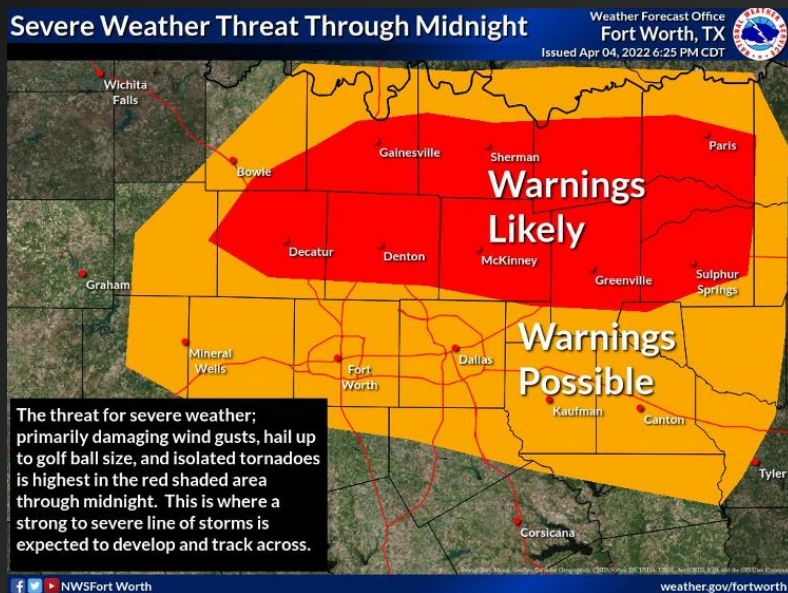 Severe Weather Threat Through Midnight
Weather Forecast Office
Fort Worth, TX
Issued Apr 04, 2022 6:25 PM CDT
NATIONAL WEATHER SERVICE
Wichita
Falls
Bowie
Gainesville
Sherman
Paris
Warnings
Likely
Decatur
Denton
McKinney
Greenville
Sulphur
Springs
Graham
Mineral
Wells
Fort
Worth
Dallas
Warnings
Possible
Kaufman
Canton
Tyler
Corsicana
The threat for severe weather;
primarily damaging wind gusts, hail up
to golf ball size, and isolated tornadoes
is highest in the red shaded area
through midnight. This is where a
strong to severe line of storms is
expected to develop and track across.
NWSFort Worth
weather.gov/fortworth